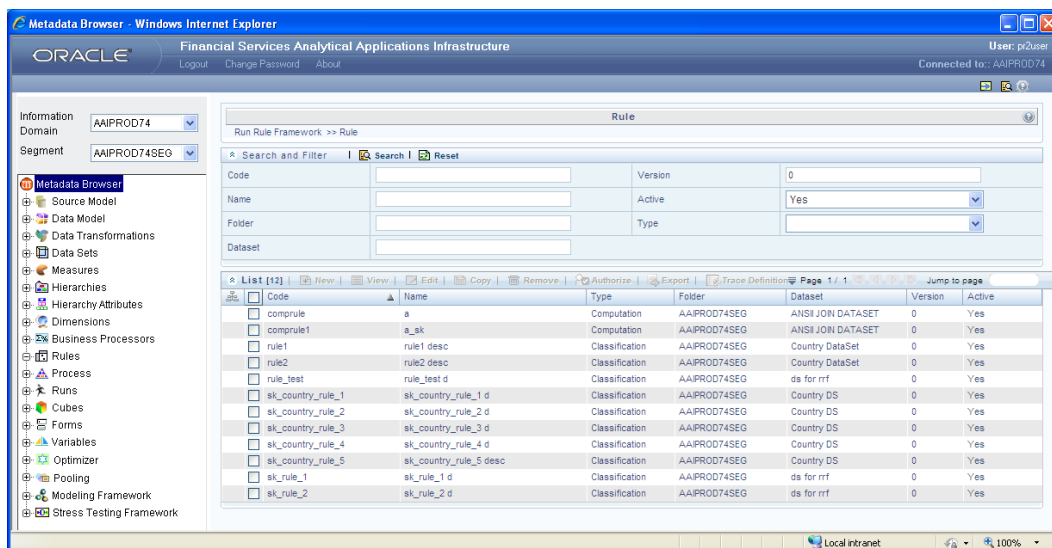 Metadata Browser - Windows Internet Explorer
ORACLE
Financial Services Analytical Applications Infrastructure
User: pr2user
Logout Change Password About
Connected to:: AAIPROD74
Information Domain AAIPROD74
Segment AAIPROD74SEG
Metadata Browser
Source Model
Data Model
Data Transformations
Data Sets
Measures
Hierarchies
Hierarchy Attributes
Dimensions
Business Processors
Rules
Process
Runs
Cubes
Forms
Variables
Optimizer
Pooling
Modeling Framework
Stress Testing Framework
Rule
Run Rule Framework >> Rule
Search and Filter | Search | Reset
Code Version 0
Name Active Yes
Folder Type
Dataset
List [12] | New | View | Edit | Copy | Remove | Authorize | Export | Trace Definition Page 1 / 1 Jump to page
Code Name Type Folder Dataset Version Active
comprule a Computation AAIPROD74SEG ANSII JOIN DATASET 0 Yes
comprule1 a_sk Computation AAIPROD74SEG ANSII JOIN DATASET 0 Yes
rule1 rule1 desc Classification AAIPROD74SEG Country DataSet 0 Yes
rule2 rule2 desc Classification AAIPROD74SEG Country DataSet 0 Yes
rule_test rule_test d Classification AAIPROD74SEG ds for rrf 0 Yes
sk_country_rule_1 sk_country_rule_1 d Classification AAIPROD74SEG Country DS 0 Yes
sk_country_rule_2 sk_country_rule_2 d Classification AAIPROD74SEG Country DS 0 Yes
sk_country_rule_3 sk_country_rule_3 d Classification AAIPROD74SEG Country DS 0 Yes
sk_country_rule_4 sk_country_rule_4 d Classification AAIPROD74SEG Country DS 0 Yes
sk_country_rule_5 sk_country_rule_5 desc Classification AAIPROD74SEG Country DS 0 Yes
sk_rule_1 sk_rule_1 d Classification AAIPROD74SEG ds for rrf 0 Yes
sk_rule_2 sk_rule_2 d Classification AAIPROD74SEG ds for rrf 0 Yes
Local intranet 100%